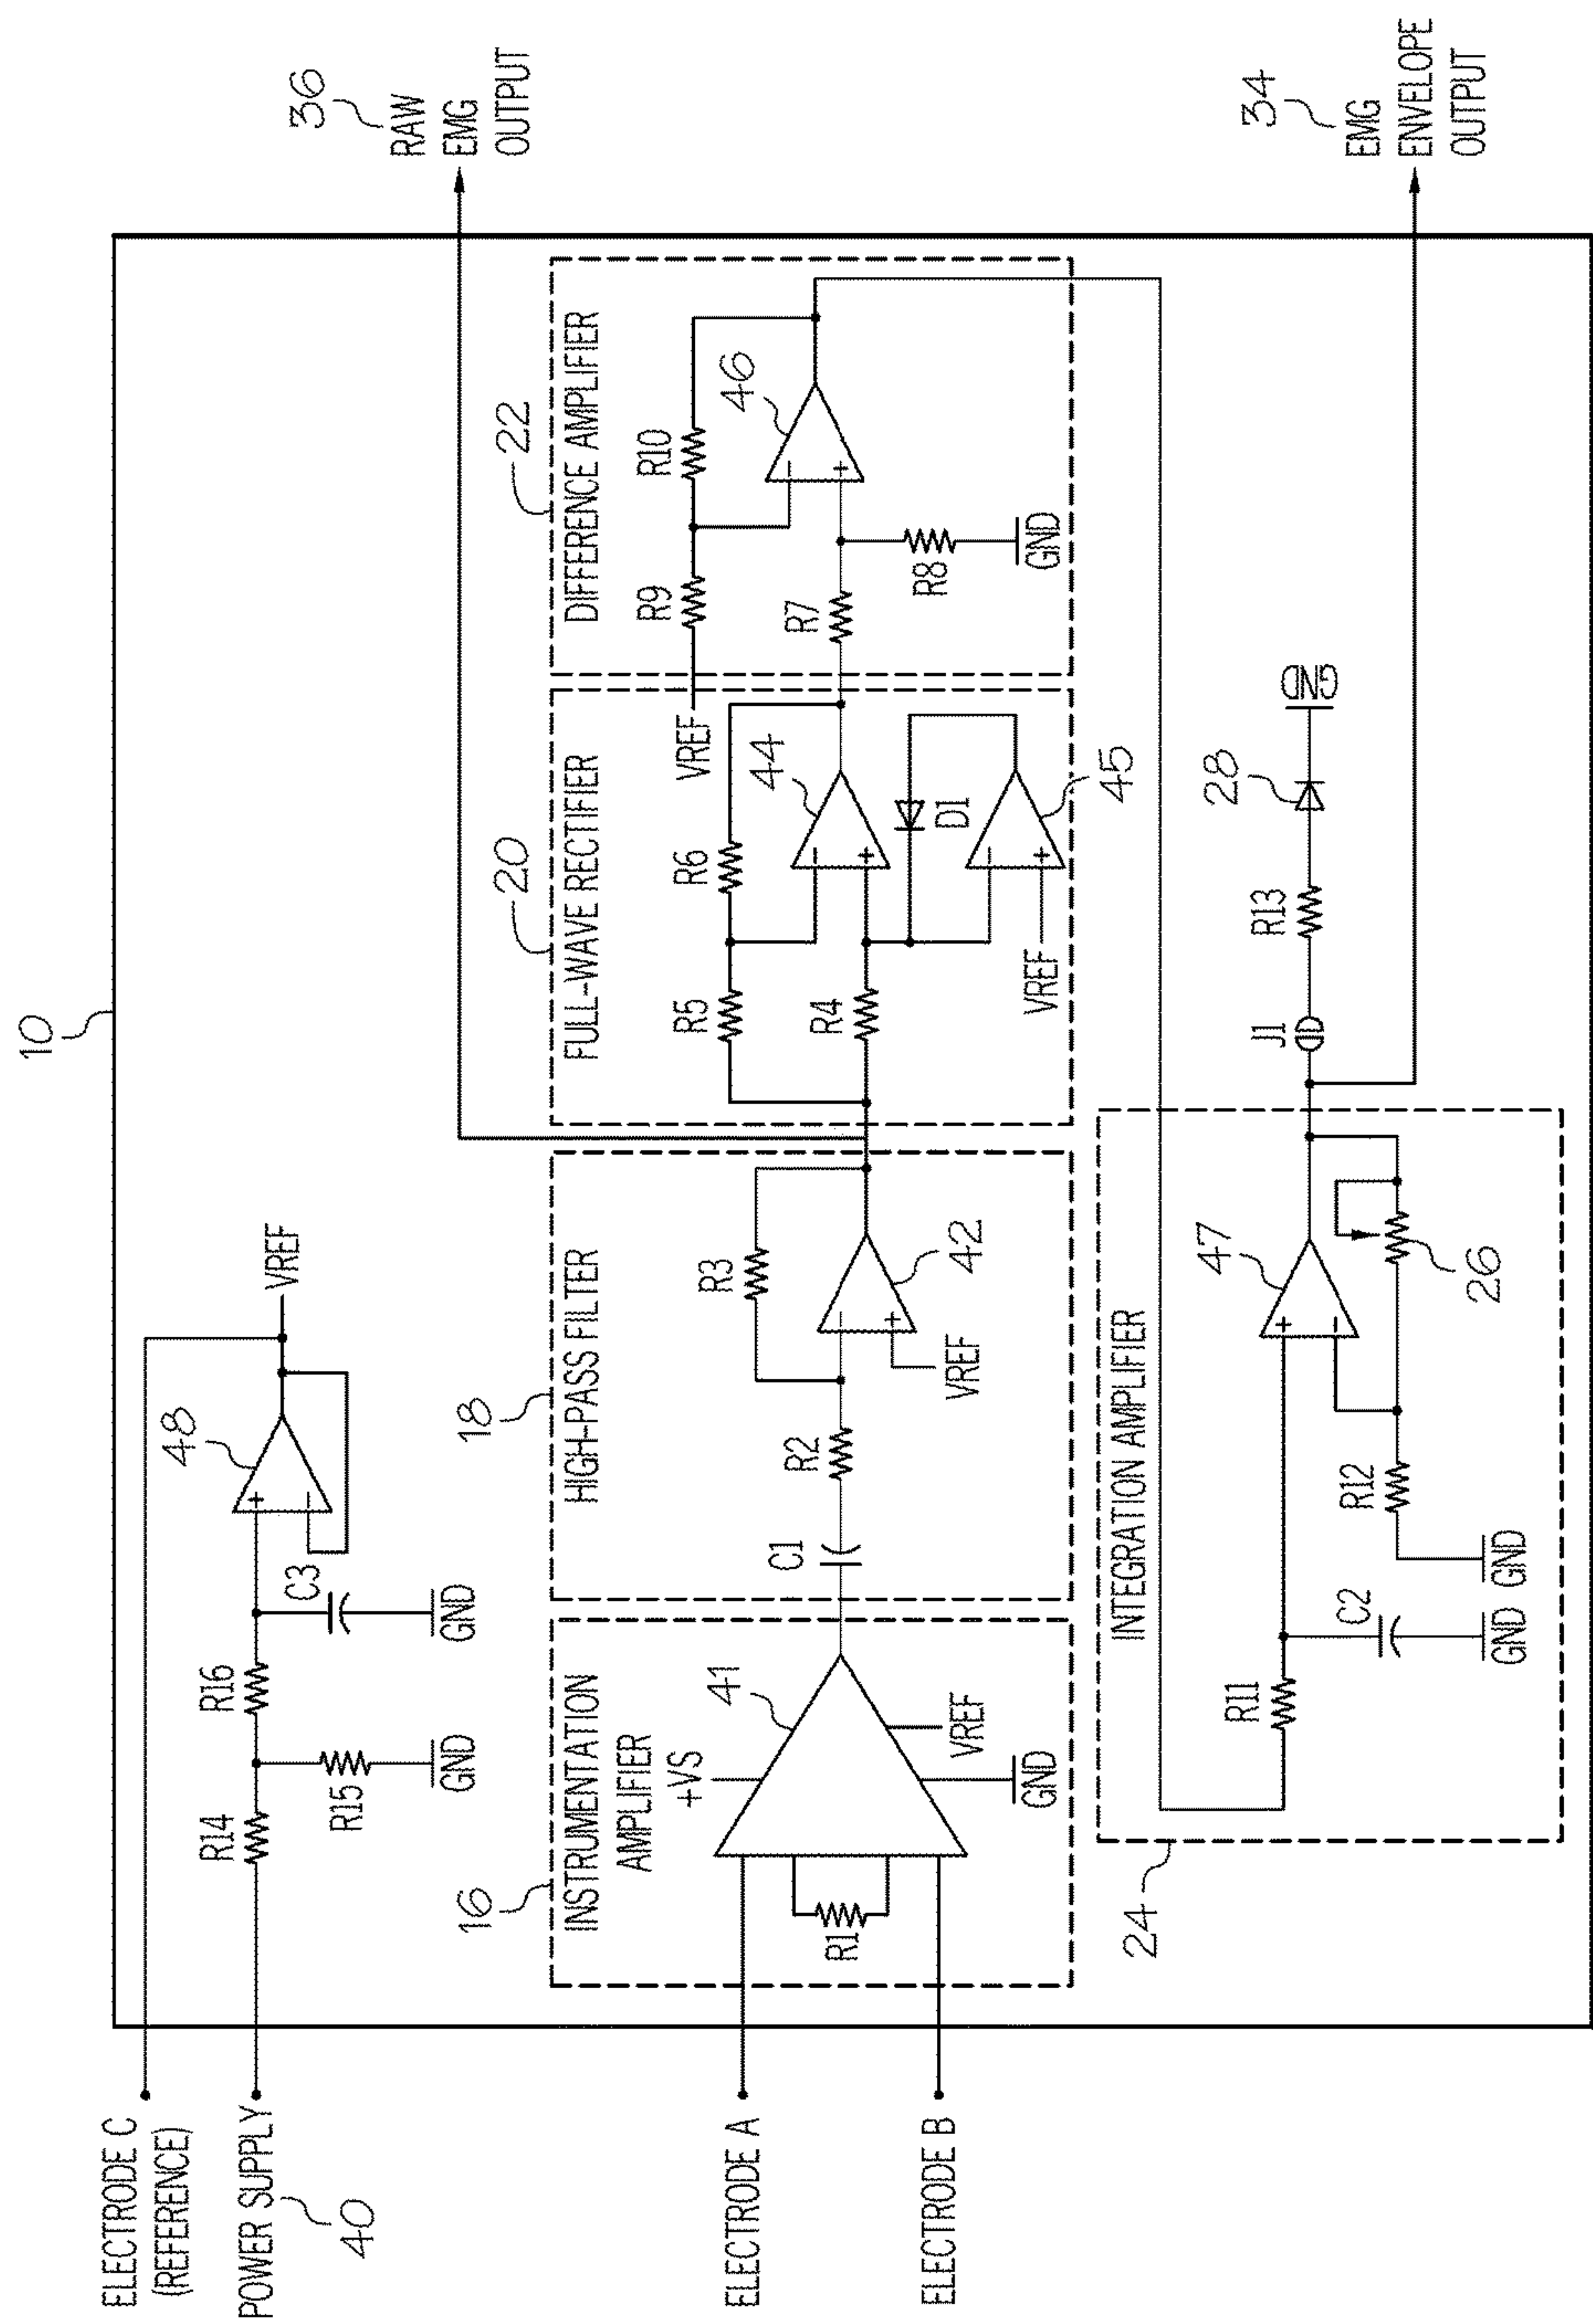 10
ELECTRODE C
(REFERENCE)
POWER SUPPLY
40
R14
R15
GND
R16
C3
GND
48
VREF
36
RAW
EMG
OUTPUT
ELECTRODE A
ELECTRODE B
16
INSTRUMENTATION
AMPLIFIER
+VS
41
R1
VREF
GND
18
HIGH-PASS FILTER
C1
R2
R3
42
VREF
20
FULL-WAVE RECTIFIER
R5
R6
R4
44
D1
45
VREF
22
DIFFERENCE AMPLIFIER
VREF
R9
R10
R7
R8
GND
46
24
INTEGRATION AMPLIFIER
R11
C2
GND
R12
GND
47
26
J1
R13
28
GND
34
EMG
ENVELOPE
OUTPUT